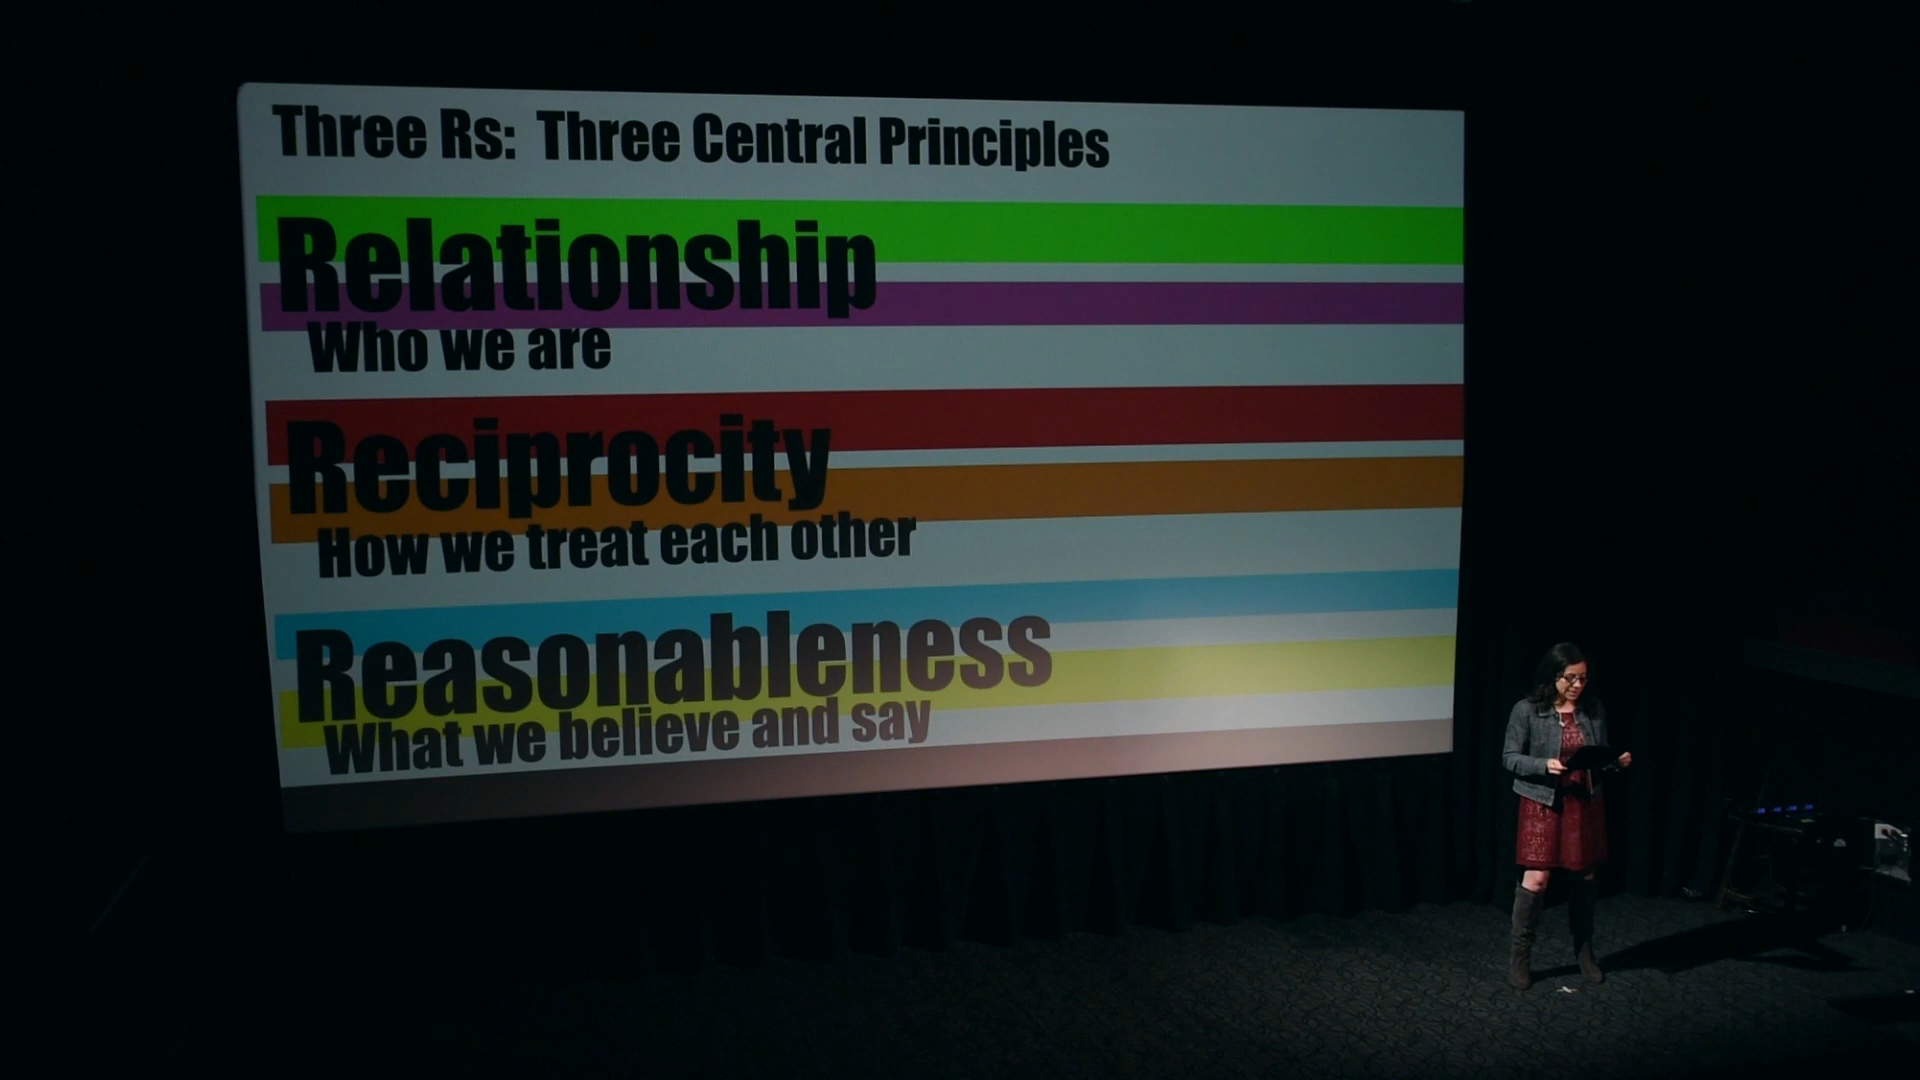 Three Rs: Three Central Principles
Relationship
Who we are
Reciprocity
How we treat each other
Reasonableness
What we believe and say